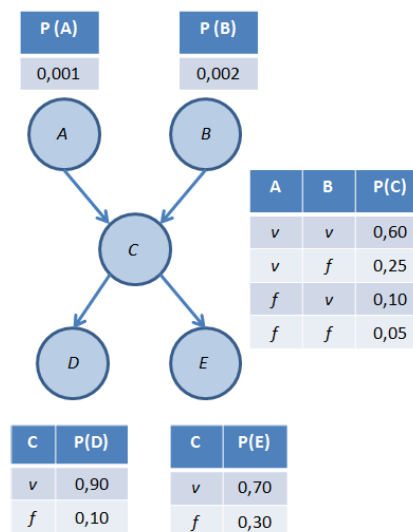 P (A) P (B)
0,001 0,002
A B
A B P(C)
v v 0,60
v f 0,25
f v 0,10
f f 0,05
C
D E
C P(D) C P(E)
v 0,90 v 0,70
f 0,10 f 0,30